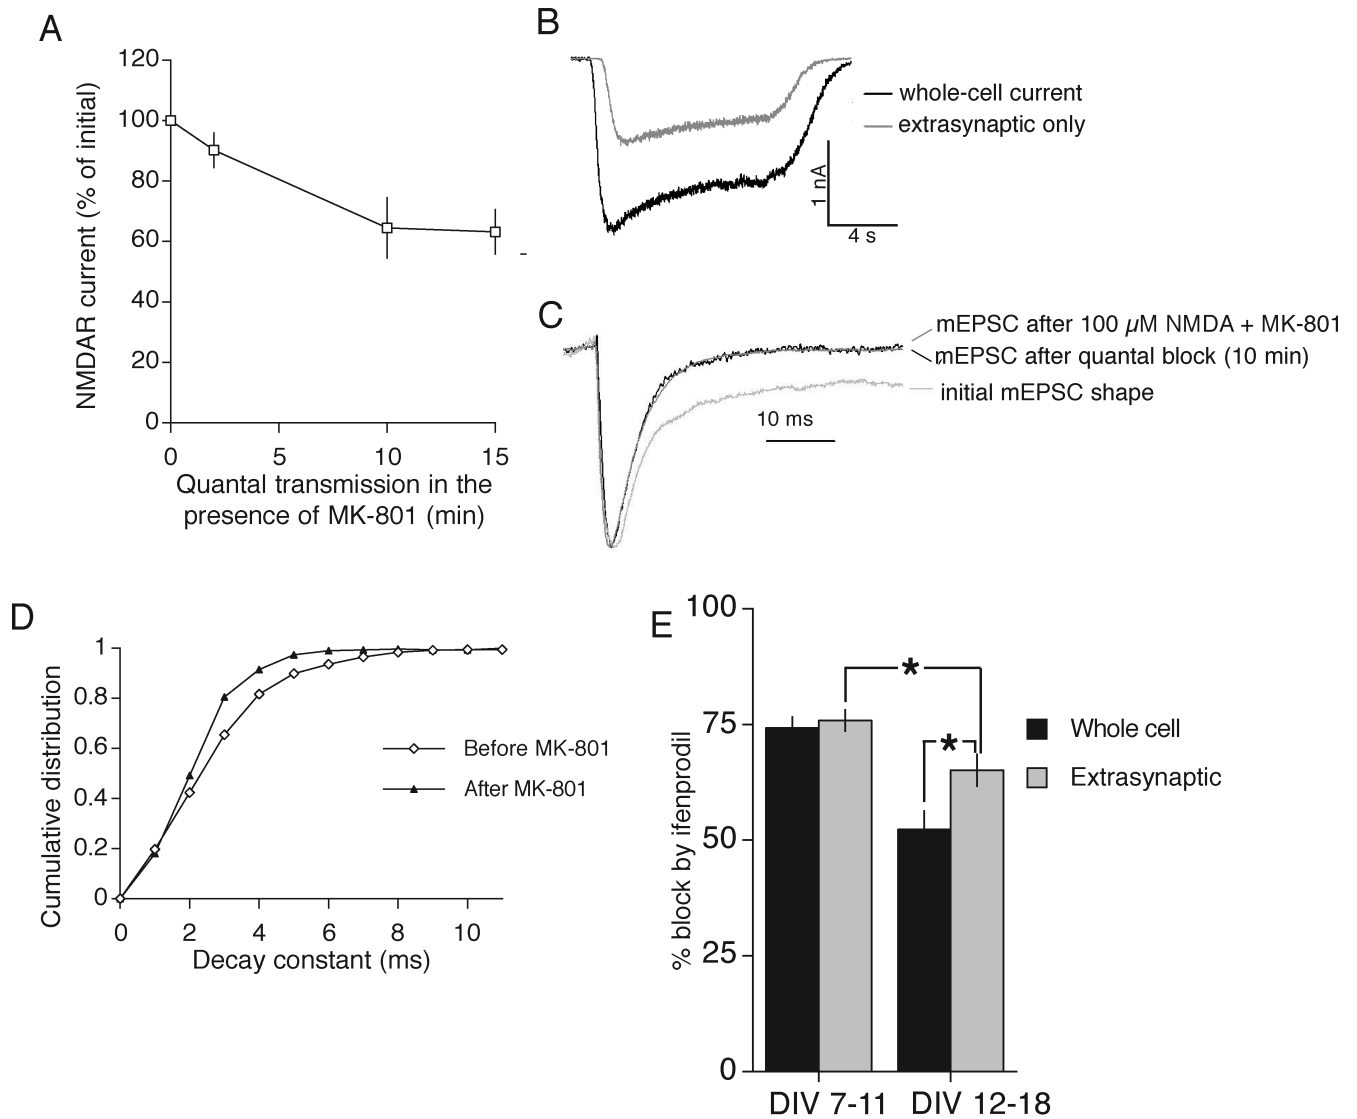 A
120
100
80
60
40
20
0
NMDAR current (% of initial)
0 5 10 15
Quantal transmission in the
presence of MK-801 (min)
B
whole-cell current
extrasynaptic only
1 nA
4 s
C
mEPSC after 100 µM NMDA + MK-801
mEPSC after quantal block (10 min)
initial mEPSC shape
10 ms
D
1
0.8
0.6
0.4
0.2
0
Cumulative distribution
Before MK-801
After MK-801
0 2 4 6 8 10
Decay constant (ms)
E
100
75
50
25
0
% block by ifenprodil
*
*
Whole cell
Extrasynaptic
DIV 7-11 DIV 12-18